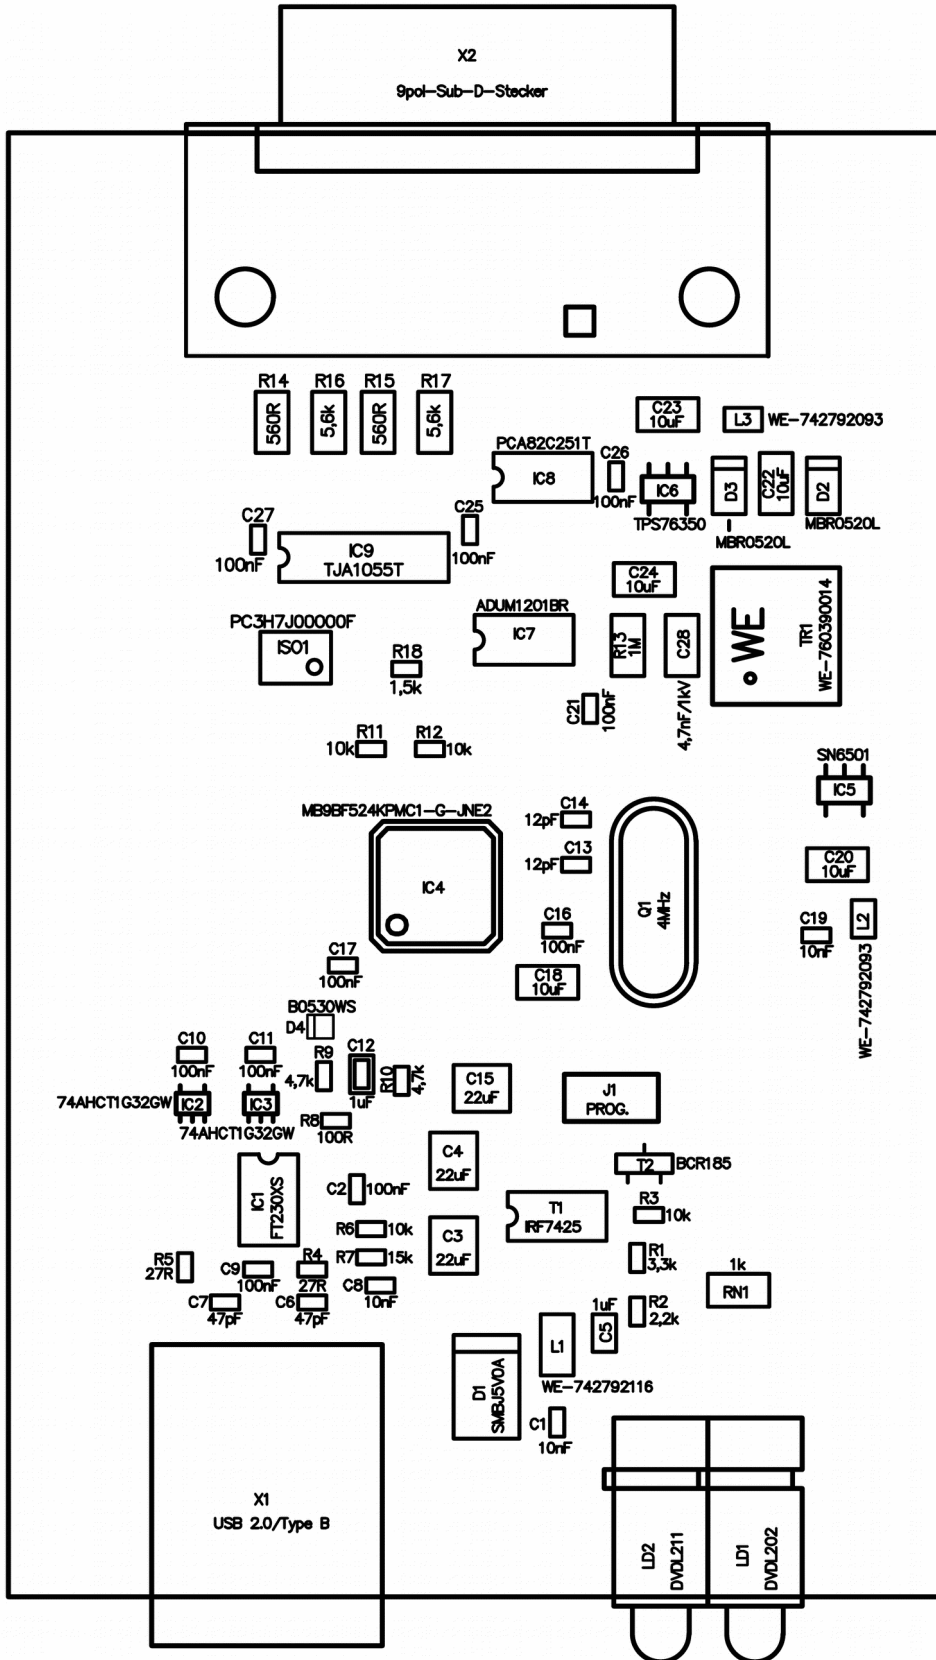 X2
9pol-Sub-D-Stecker
R14
R16
R15
R17
560R
5,6k
560R
5,6k
C23
10uF
L3
WE-742792093
PCA82C251T
IC8
C26
100nF
IC6
TPS76350
D3
MBR0520L
C22
10uF
D2
MBR0520L
C27
100nF
IC9
TJA1055T
C25
100nF
C24
10uF
ADUM1201BR
IC7
PC3H7J00000F
ISO1
R18
1,5k
R13
1M
C28
4,7nF/1kV
WE
TR1
WE-760390014
C21
100nF
R11
10k
R12
10k
SN6501
IC5
MB9BF524KPMC1-G-JNE2
IC4
C14
12pF
C13
12pF
Q1
4MHz
C20
10uF
C16
100nF
C19
10nF
L2
WE-742792093
C17
100nF
C18
10uF
B0530WS
D4
C10
100nF
C11
100nF
R9
4,7k
C12
1uF
R10
4,7k
C15
22uF
J1
PROG.
74AHCT1G32GW
IC2
IC3
74AHCT1G32GW
R8
100R
C4
22uF
T2
BCR185
IC1
FT230XS
C2
100nF
T1
IRF7425
R3
10k
R6
10k
C3
22uF
R7
15k
R1
3,3k
R5
27R
C9
100nF
R4
27R
C8
10nF
1k
RN1
C7
47pF
C6
47pF
1uF
C5
R2
2,2k
L1
WE-742792116
D1
SMBJ5V0A
C1
10nF
X1
USB 2.0/Type B
LD2
DVDL211
LD1
DVDL202